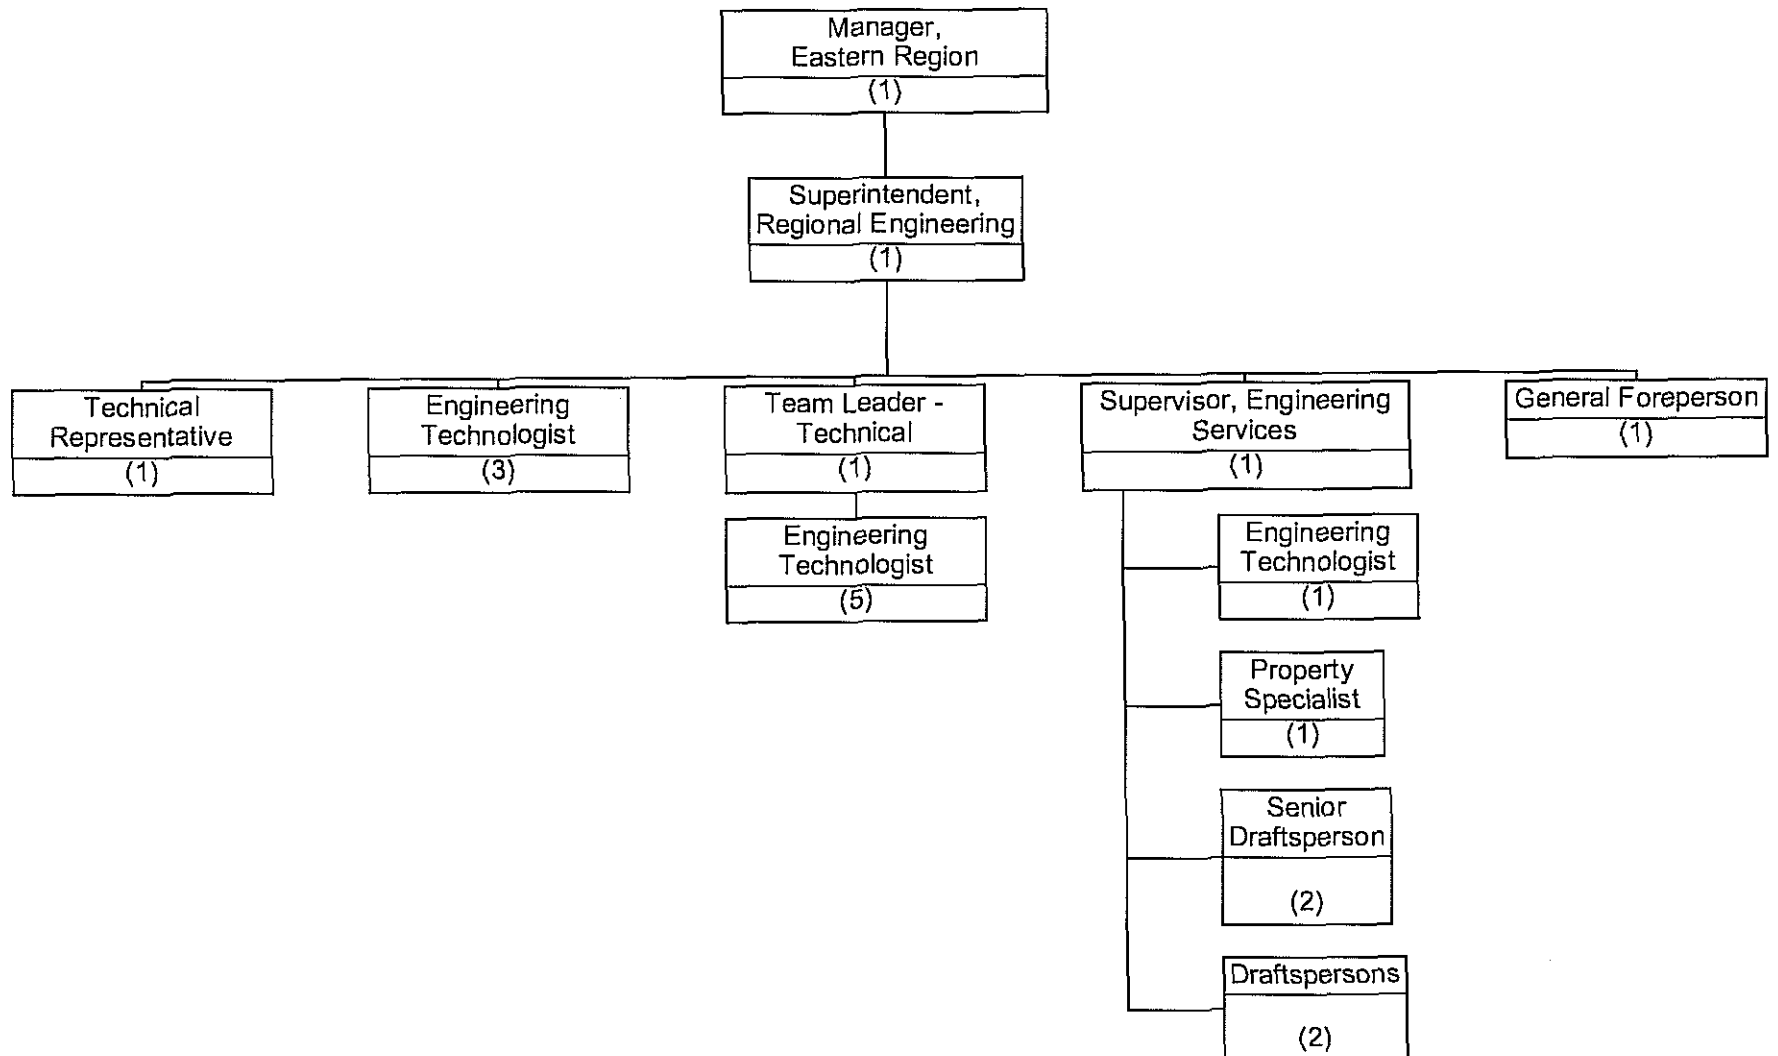 Manager,
Eastern Region
(1)
Superintendent,
Regional Engineering
(1)
Technical
Representative
(1)
Engineering
Technologist
(3)
Team Leader -
Technical
(1)
Supervisor, Engineering
Services
(1)
General Foreperson
(1)
Engineering
Technologist
(5)
Engineering
Technologist
(1)
Property
Specialist
(1)
Senior
Draftsperson
(2)
Draftspersons
(2)